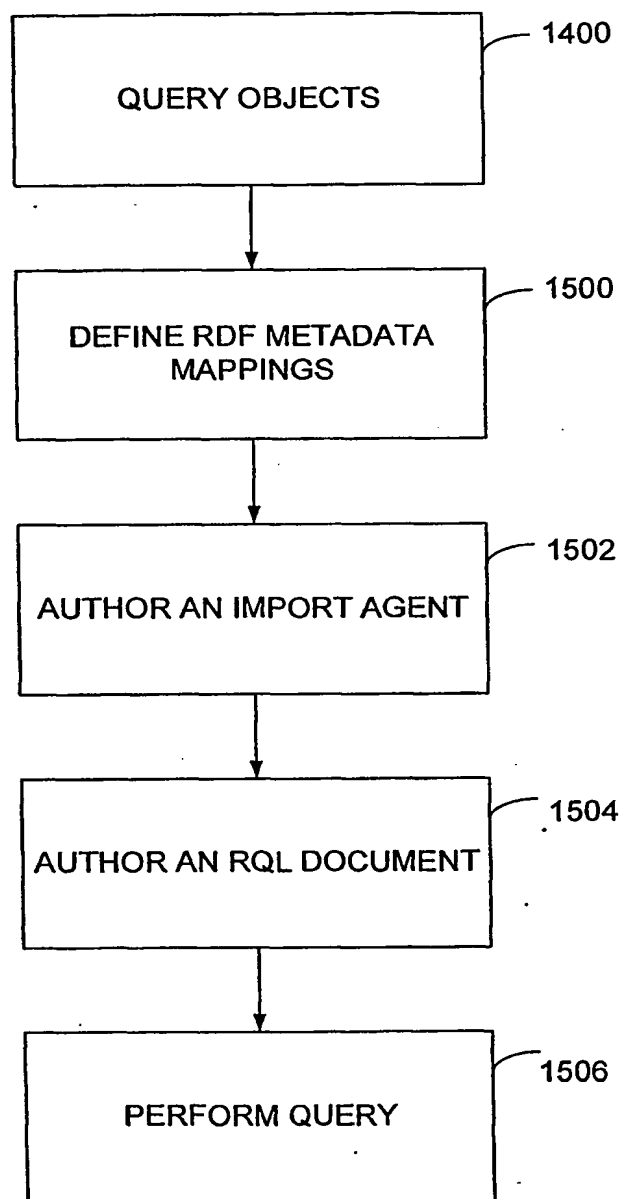 1400
QUERY OBJECTS
1500
DEFINE RDF METADATA
MAPPINGS
1502
AUTHOR AN IMPORT AGENT
1504
AUTHOR AN RQL DOCUMENT
1506
PERFORM QUERY